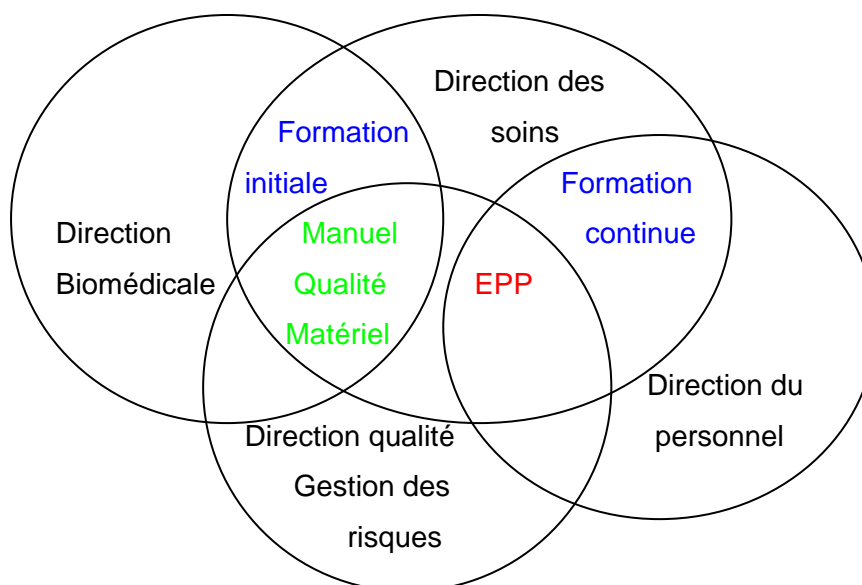 Direction des
soins
Formation
initiale
Formation
continue
Direction
Biomédicale
Manuel
Qualité
Matériel
EPP
Direction du
personnel
Direction qualité
Gestion des
risques